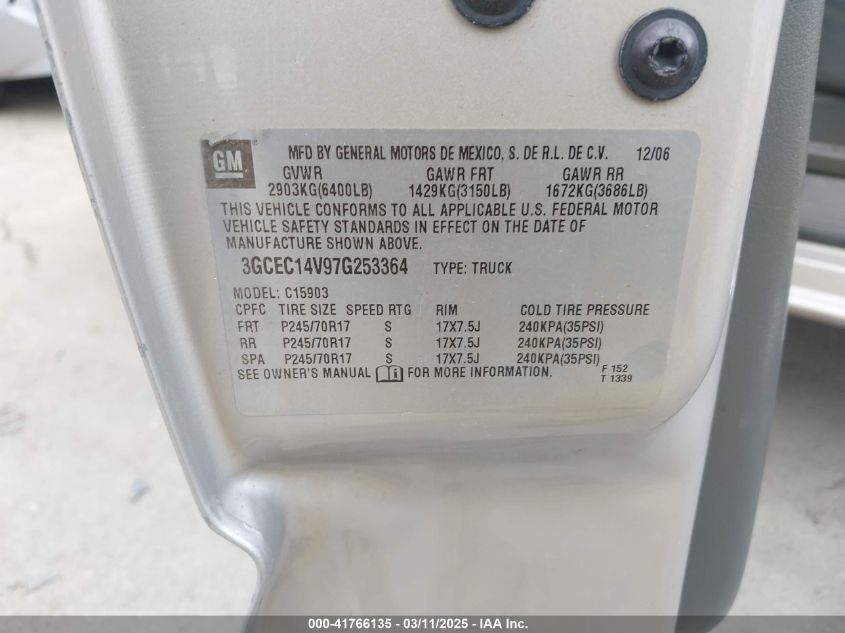 GM ® MFD BY GENERAL MOTORS DE MEXICO, S. DE R.L. DE C.V. 12/06
GVWR GAWR FRT GAWR RR
2903KG(6400LB) 1429KG(3150LB) 1672KG(3686LB)
THIS VEHICLE CONFORMS TO ALL APPLICABLE U.S. FEDERAL MOTOR
VEHICLE SAFETY STANDARDS IN EFFECT ON THE DATE OF
MANUFACTURE SHOWN ABOVE.
3GCEC14V97G253364 TYPE: TRUCK
MODEL: C15903
CPFC TIRE SIZE SPEED RTG RIM COLD TIRE PRESSURE
FRT P245/70R17 S 17X7.5J 240KPA(35PSI)
RR P245/70R17 S 17X7.5J 240KPA(35PSI)
SPA P245/70R17 S 17X7.5J 240KPA(35PSI)
SEE OWNER'S MANUAL i FOR MORE INFORMATION. F 152
T 1339
000-41766135 - 03/11/2025 - IAA Inc.